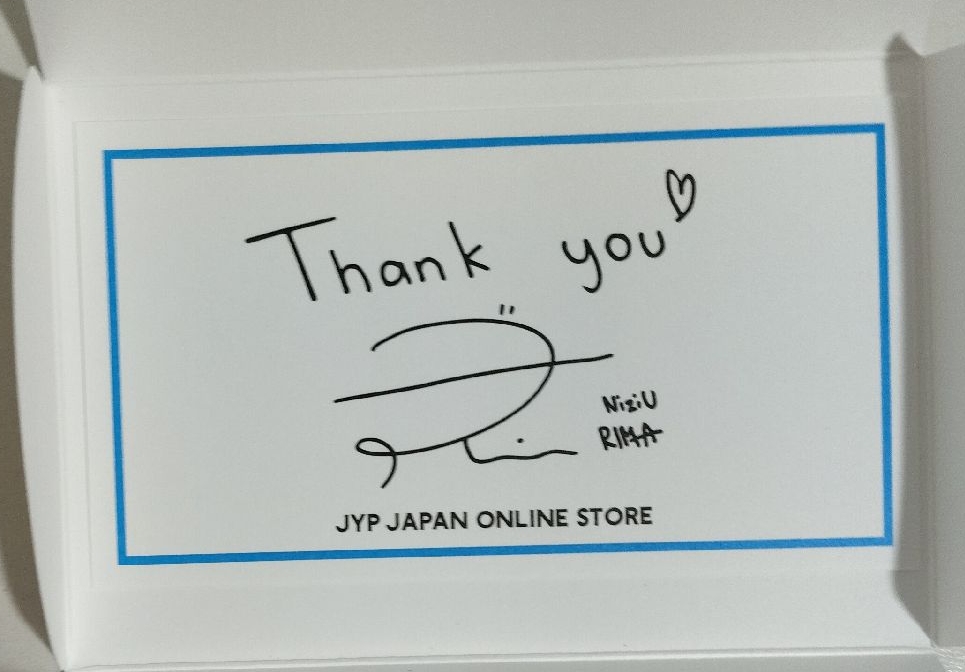 Thank you♡
NiziU
RIMA
JYP JAPAN ONLINE STORE